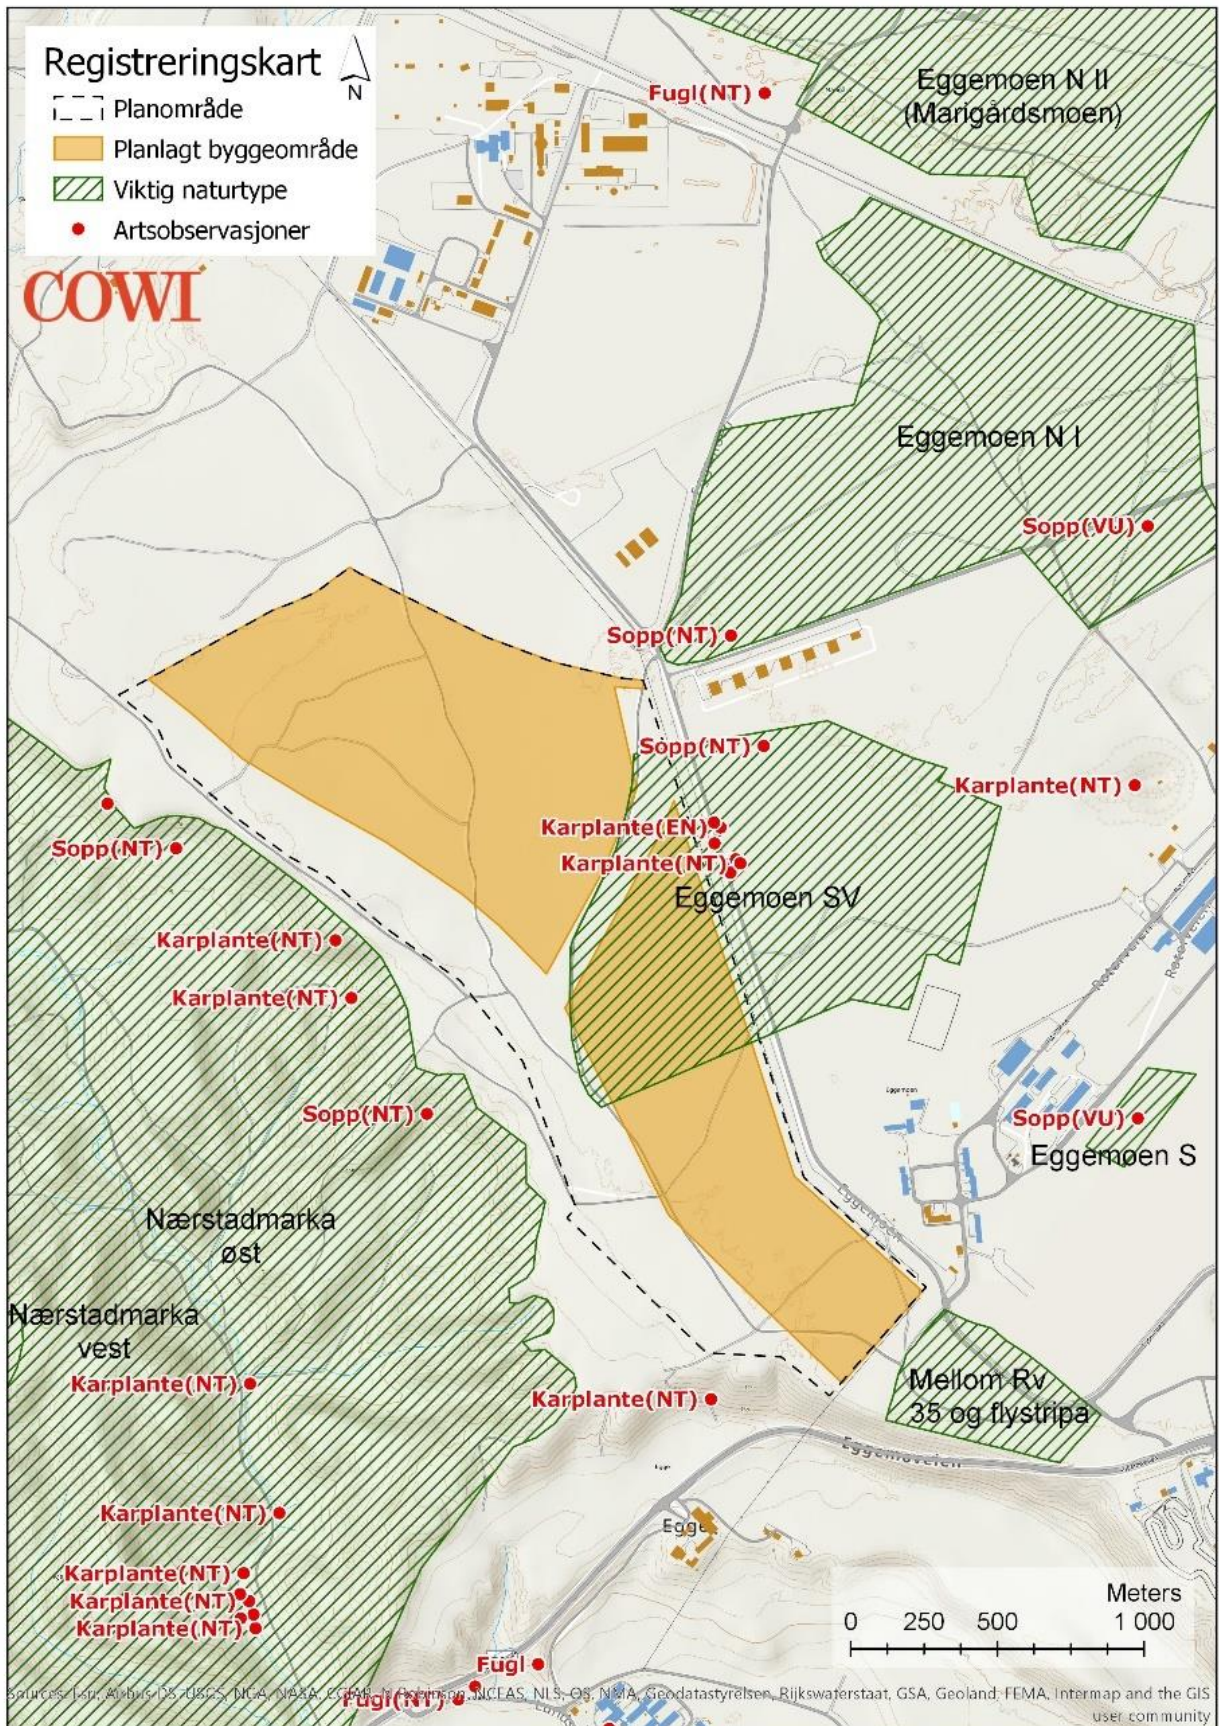 Registreringskart
N
Planområde
Planlagt byggeområde
Viktig naturtype
Artsobservasjoner
COWI
Fugl(NT)
Eggemoen N II
(Marigårdsmoen)
Eggemoen N I
Sopp(VU)
Sopp(NT)
Sopp(NT)
Karplante(NT)
Karplante(EN)
Sopp(NT)
Karplante(NT)
Eggemoen SV
Karplante(NT)
Karplante(NT)
Rotorveien
Eggemoen
Sopp(NT)
Sopp(VU)
Eggemoen S
Eggemoen
Nærstadmarka
øst
Nærstadmarka
vest
Karplante(NT)
Mellom Rv
35 og flystripa
Karplante(NT)
Eggemoveien
Karplante(NT)
Egge
Karplante(NT)
Karplante(NT)
Karplante(NT)
Meters
0 250 500 1 000
Fugl
Fugl(NT)
Sources: Esri, Airbus DS, USGS, NGA, NASA, CGIAR, N Robinson, NCEAS, NLS, OS, NMA, Geodatastyrelsen, Rijkswaterstaat, GSA, Geoland, FEMA, Intermap and the GIS
user community